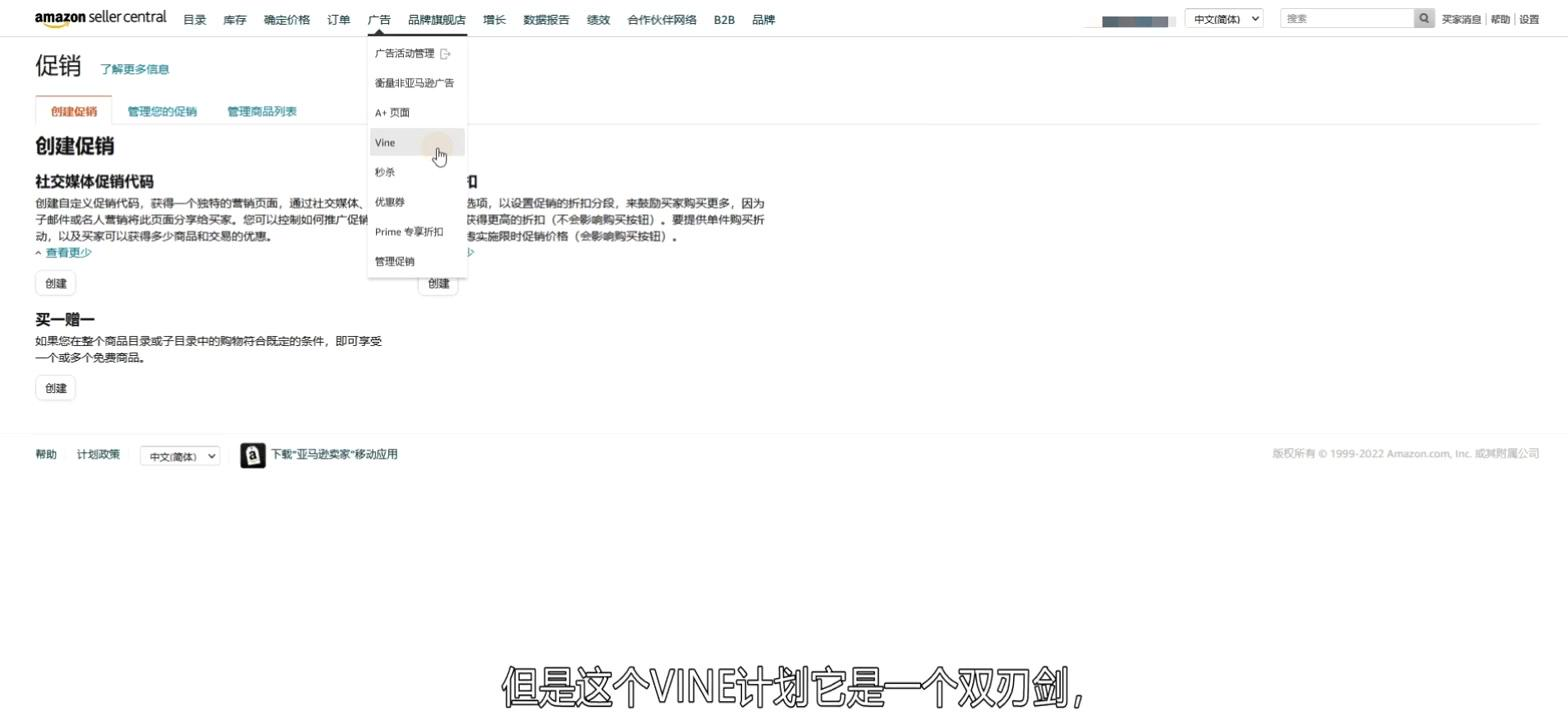 amazon seller central 目录 库存 确定价格 订单 广告 品牌旗舰店 增长 数据报告 绩效 合作伙伴网络 B2B 品牌 中文(简体) 搜索 买家消息 | 帮助 | 设置
促销 了解更多信息
创建促销 管理您的促销 管理商品列表
广告活动管理
衡量非亚马逊广告
A+ 页面
Vine
秒杀
优惠券
Prime 专享折扣
管理促销
创建促销
社交媒体促销代码
创建自定义促销代码，获得一个独特的营销页面，通过社交媒体、
子邮件或名人营销将此页面分享给买家。您可以控制如何推广促销
动，以及买家可以获得多少商品和交易的优惠。
查看更少
创建
扣
选项，以设置促销的折扣分段，来鼓励买家购买更多，因为
获得更高的折扣（不会影响购买按钮）。要提供单件购买折
虑实施限时促销价格（会影响购买按钮）。
少
创建
买一赠一
如果您在整个商品目录或子目录中的购物符合既定的条件，即可享受
一个或多个免费商品。
创建
帮助 计划政策 中文(简体) 下载“亚马逊卖家”移动应用 版权所有 © 1999-2022 Amazon.com, Inc. 或其附属公司
但是这个VINE计划它是一个双刃剑，